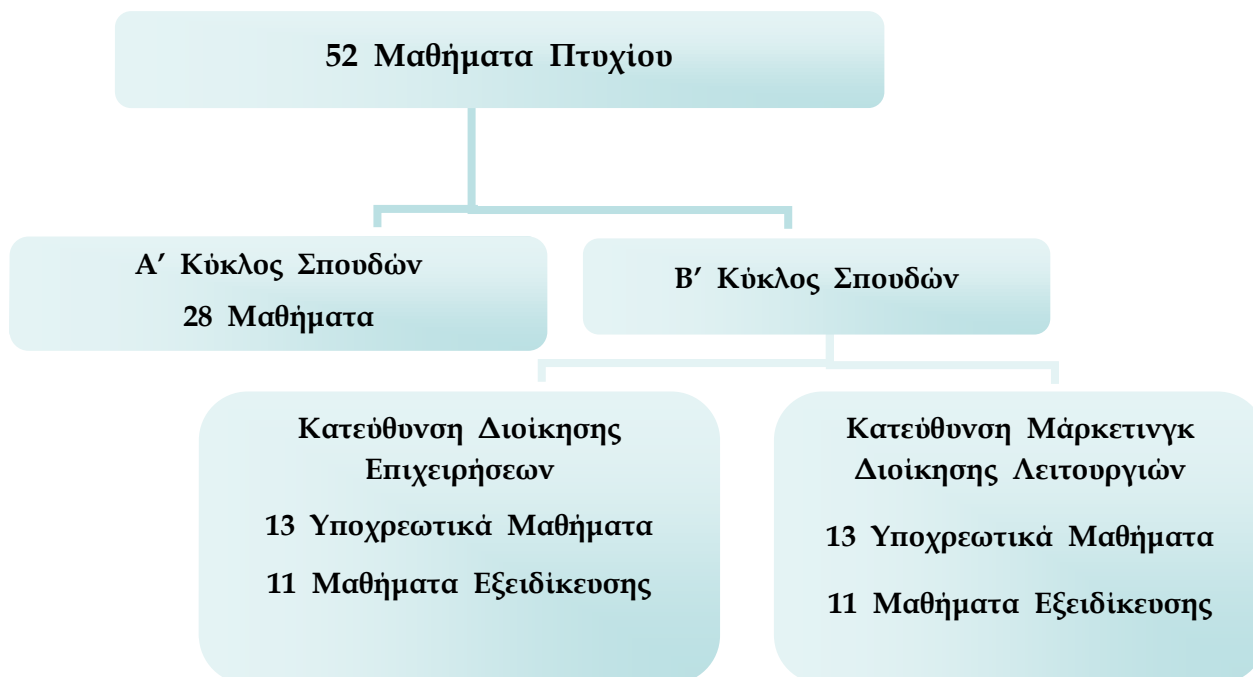 52 Μαθήματα Πτυχίου
Α’ Κύκλος Σπουδών
28 Μαθήματα
Β’ Κύκλος Σπουδών
Κατεύθυνση Διοίκησης
Επιχειρήσεων
13 Υποχρεωτικά Μαθήματα
11 Μαθήματα Εξειδίκευσης
Κατεύθυνση Μάρκετινγκ
Διοίκησης Λειτουργιών
13 Υποχρεωτικά Μαθήματα
11 Μαθήματα Εξειδίκευσης